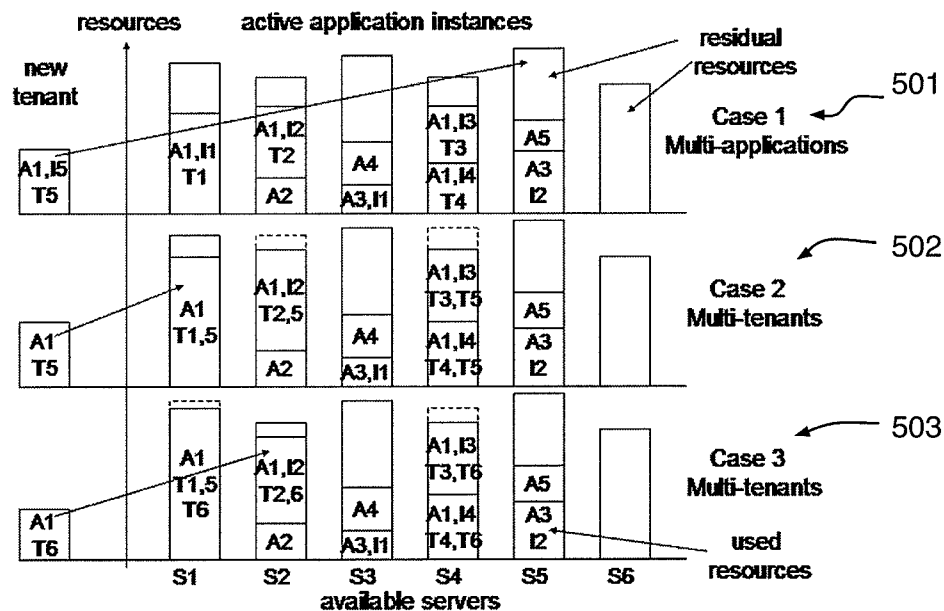 resources
active application instances
new
tenant
residual
resources
501
Case 1
Multi-applications
A1,I5
T5
A1,I1
T1
A1,I2
T2
A2
A4
A3,I1
A1,I3
T3
A1,I4
T4
A5
A3
I2
502
Case 2
Multi-tenants
A1
T5
A1
T1,5
A1,I2
T2,5
A2
A4
A3,I1
A1,I3
T3,T5
A1,I4
T4,T5
A5
A3
I2
503
Case 3
Multi-tenants
A1
T6
A1
T1,5
T6
A1,I2
T2,6
A2
A4
A3,I1
A1,I3
T3,T6
A1,I4
T4,T6
A5
A3
I2
used
resources
S1
S2
S3
S4
S5
S6
available servers